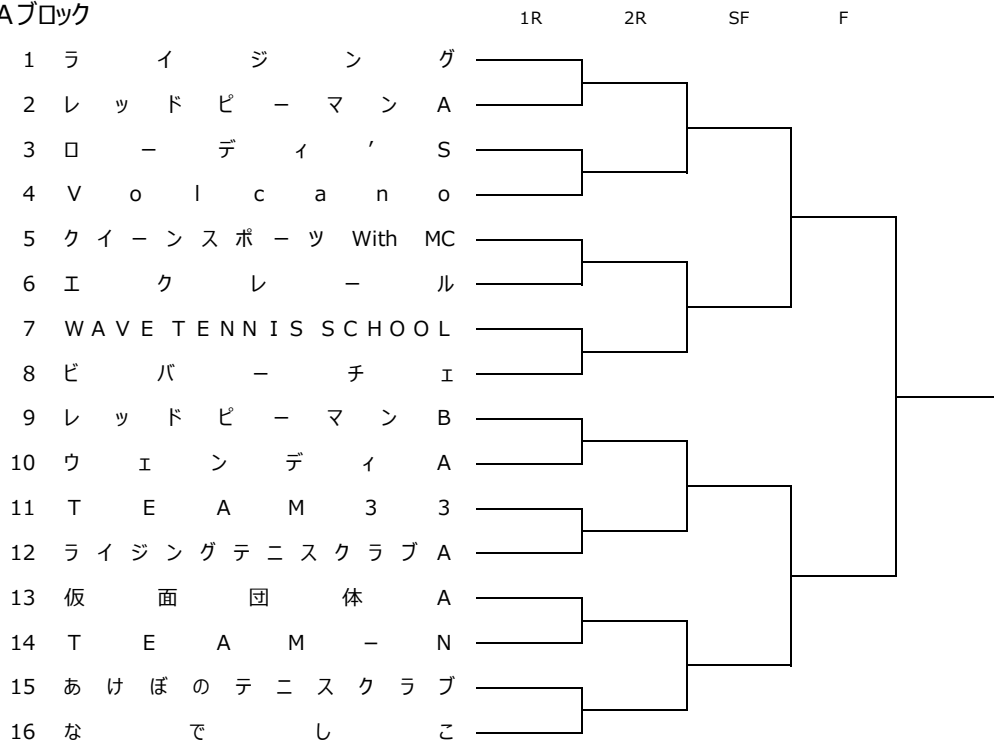 Aブロック
1R 2R SF F
1 ライジング
2 レッドピーマンA
3 ローディ’S
4 Volcano
5 クイーンスポーツ With MC
6 エクレール
7 WAVE TENNIS SCHOOL
8 ビバーチェ
9 レッドピーマンB
10 ウェンディA
11 TEAM33
12 ライジングテニスクラブA
13 仮面団体A
14 TEAM−N
15 あけぼのテニスクラブ
16 なでしこ